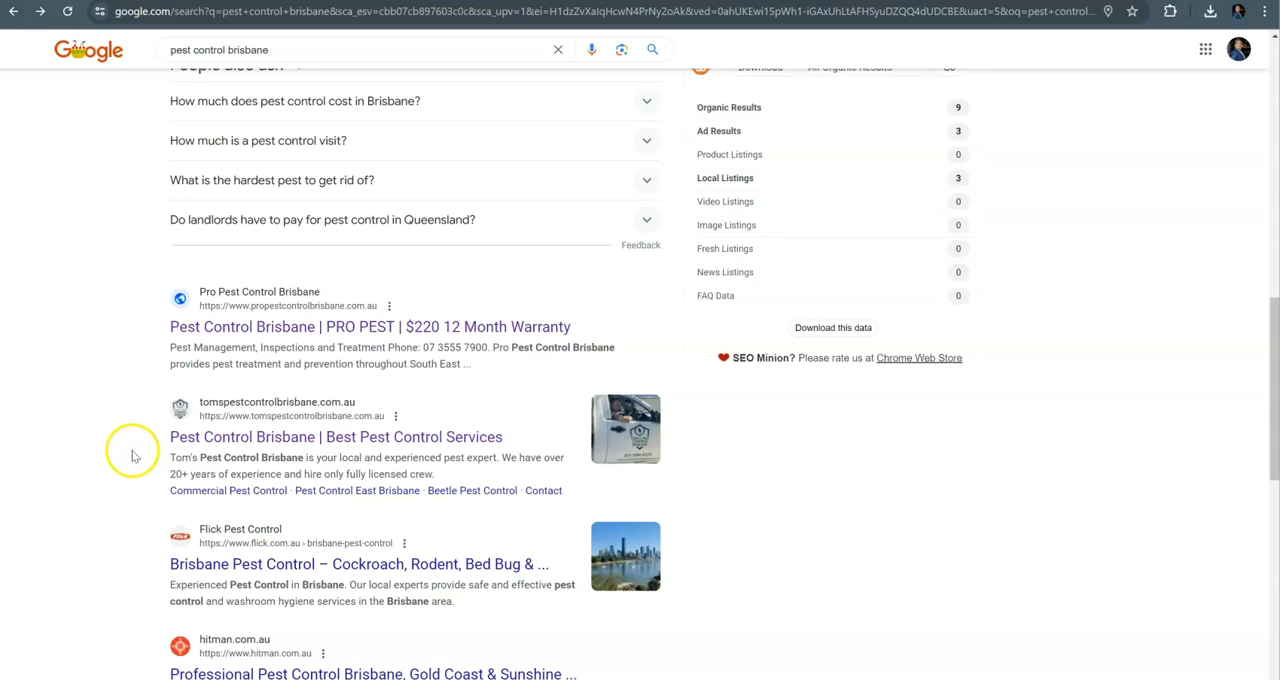 google.com/search?q=pest+control+brisbane&sca_esv=cbb07cb897603c0c&sca_upv=1&ei=H1dzZvXaIqHcwN4PrNy2oAk&ved=0ahUKEwi15pWh1-iGAxUhLtAFHSyuDZQQ4dUDCBE&uact=5&oq=pest+control...
Google
pest control brisbane
People also ask
Download
All Organic Results
Go
How much does pest control cost in Brisbane?
How much is a pest control visit?
What is the hardest pest to get rid of?
Do landlords have to pay for pest control in Queensland?
Feedback
Organic Results 9
Ad Results 3
Product Listings 0
Local Listings 3
Video Listings 0
Image Listings 0
Fresh Listings 0
News Listings 0
FAQ Data 0
Download this data
SEO Minion? Please rate us at Chrome Web Store
Pro Pest Control Brisbane
https://www.propestcontrolbrisbane.com.au
Pest Control Brisbane | PRO PEST | $220 12 Month Warranty
Pest Management, Inspections and Treatment Phone: 07 3555 7900. Pro Pest Control Brisbane
provides pest treatment and prevention throughout South East ...
tomspestcontrolbrisbane.com.au
https://www.tomspestcontrolbrisbane.com.au
Pest Control Brisbane | Best Pest Control Services
Tom's Pest Control Brisbane is your local and experienced pest expert. We have over
20+ years of experience and hire only fully licensed crew.
Commercial Pest Control · Pest Control East Brisbane · Beetle Pest Control · Contact
Flick
Flick Pest Control
https://www.flick.com.au › brisbane-pest-control
Brisbane Pest Control – Cockroach, Rodent, Bed Bug & ...
Experienced Pest Control in Brisbane. Our local experts provide safe and effective pest
control and washroom hygiene services in the Brisbane area.
hitman.com.au
https://www.hitman.com.au
Professional Pest Control Brisbane, Gold Coast & Sunshine ...